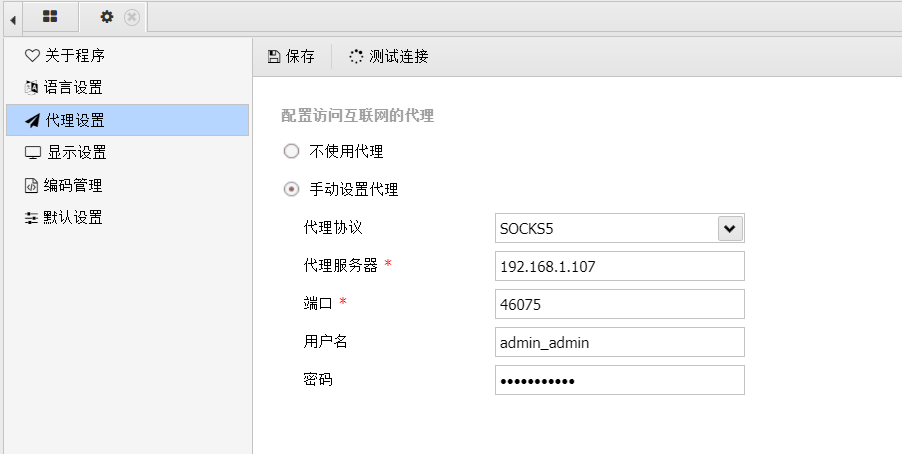 关于程序
语言设置
代理设置
显示设置
编码管理
默认设置
保存 测试连接
配置访问互联网的代理
不使用代理
手动设置代理
代理协议 SOCKS5
代理服务器 * 192.168.1.107
端口 * 46075
用户名 admin_admin
密码 •••••••••••